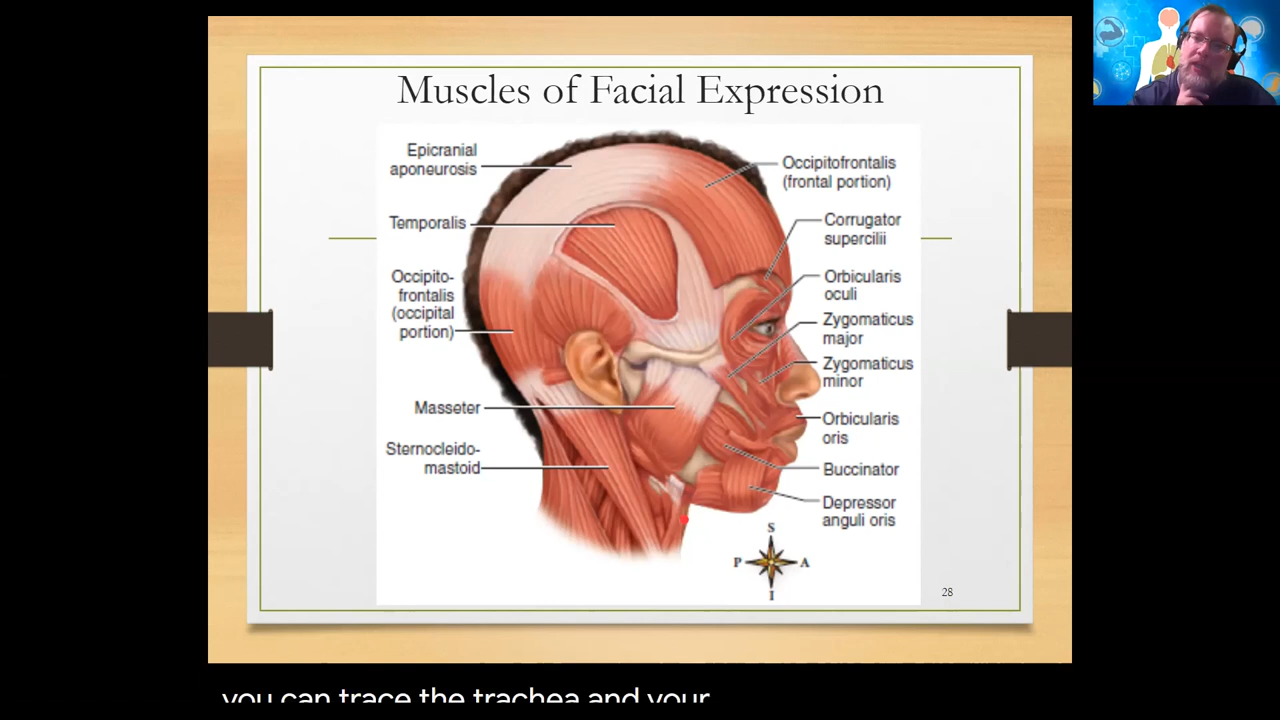 Muscles of Facial Expression
Epicranial
aponeurosis
Temporalis
Occipito-
frontalis
(occipital
portion)
Masseter
Sternocleido-
mastoid
Occipitofrontalis
(frontal portion)
Corrugator
supercilii
Orbicularis
oculi
Zygomaticus
major
Zygomaticus
minor
Orbicularis
oris
Buccinator
Depressor
anguli oris
S
P A
I
28
you can trace the trachea and your